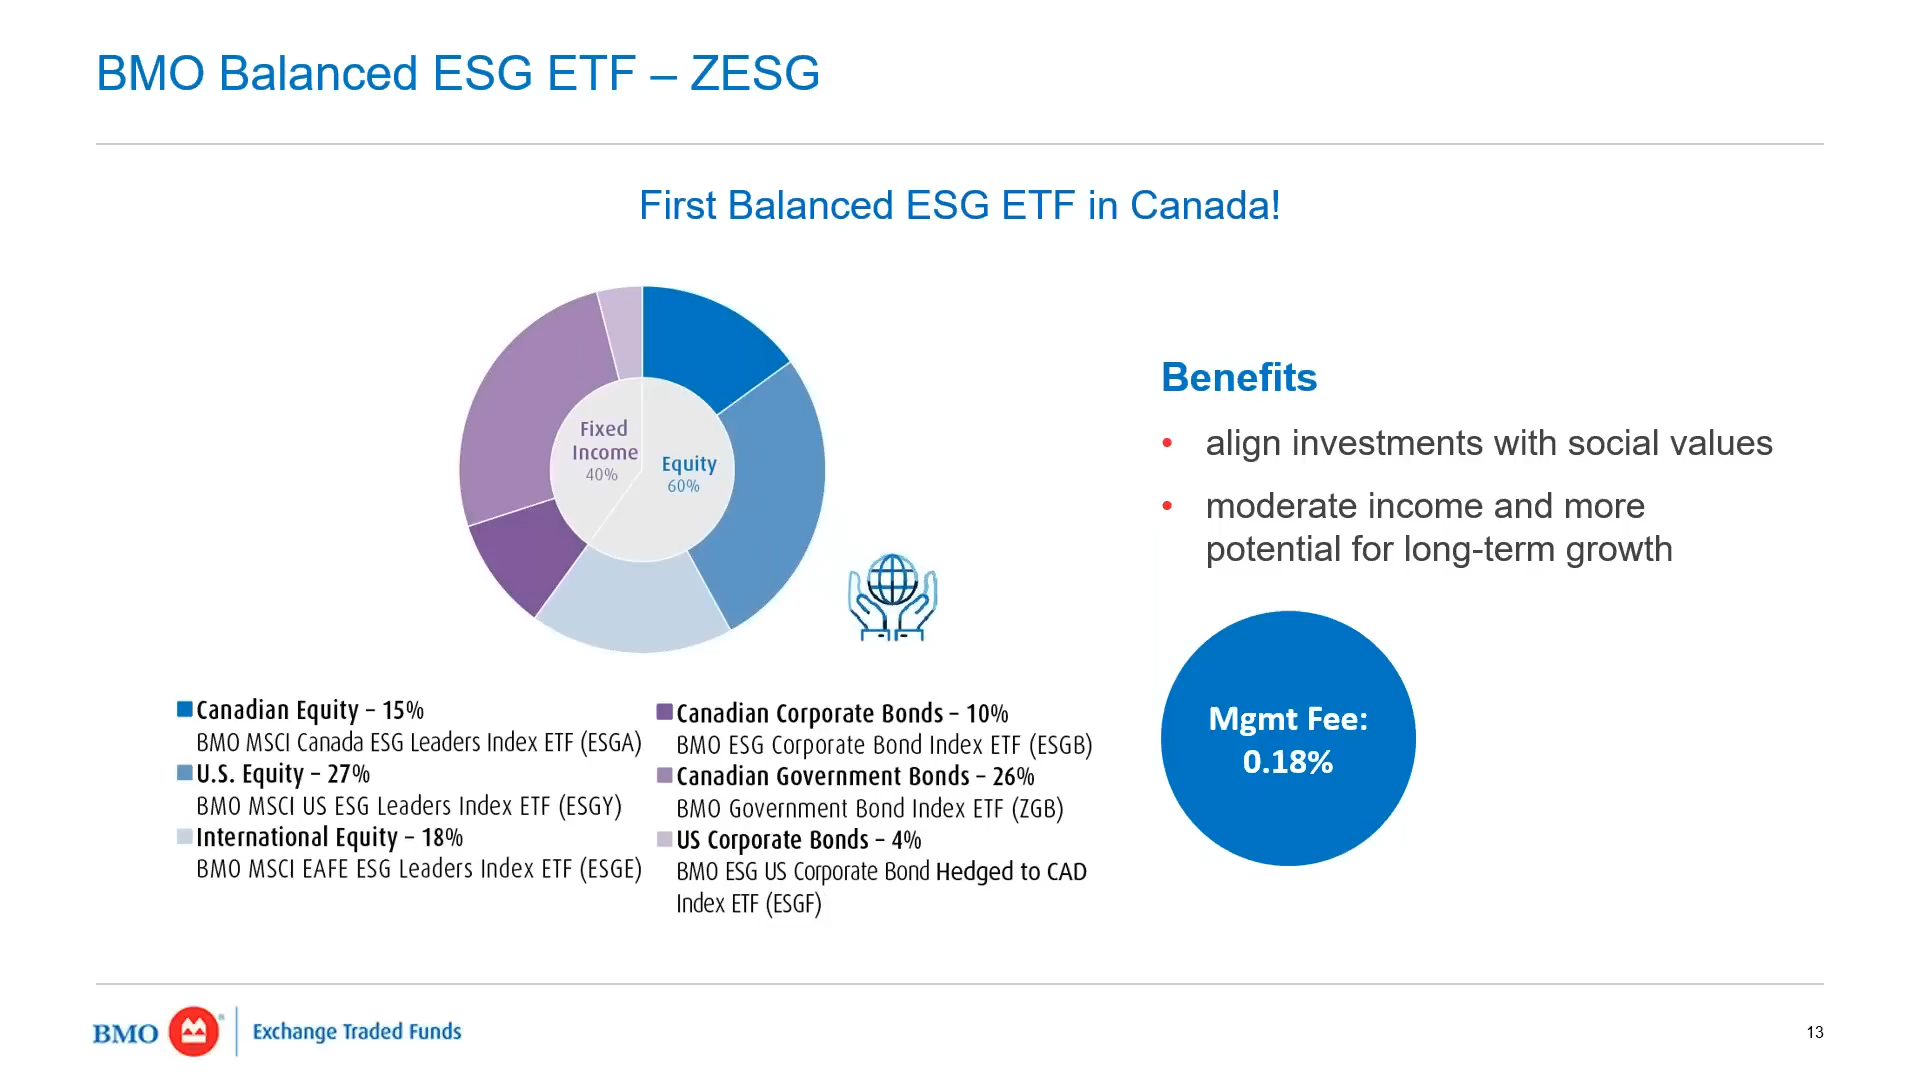 BMO Balanced ESG ETF – ZESG
First Balanced ESG ETF in Canada!
Fixed
Income
40%
Equity
60%
Canadian Equity – 15%
BMO MSCI Canada ESG Leaders Index ETF (ESGA)
U.S. Equity – 27%
BMO MSCI US ESG Leaders Index ETF (ESGY)
International Equity – 18%
BMO MSCI EAFE ESG Leaders Index ETF (ESGE)
Canadian Corporate Bonds – 10%
BMO ESG Corporate Bond Index ETF (ESGB)
Canadian Government Bonds – 26%
BMO Government Bond Index ETF (ZGB)
US Corporate Bonds – 4%
BMO ESG US Corporate Bond Hedged to CAD
Index ETF (ESGF)
Benefits
• align investments with social values
• moderate income and more
potential for long-term growth
Mgmt Fee:
0.18%
BMO Exchange Traded Funds
13